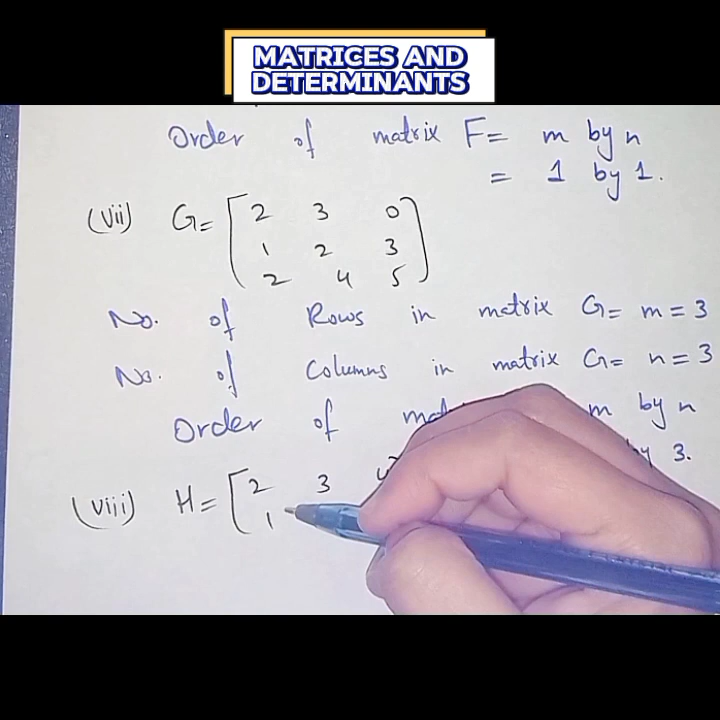 MATRICES AND
DETERMINANTS
Order of matrix F= m by n
= 1 by 1.
(vii) G= [ 2 3 0
1 2 3
2 4 5 ]
No. of Rows in matrix G= m = 3
No. of Columns in matrix G= n = 3
Order of m by n
by 3.
(viii) H= [ 2 3
1